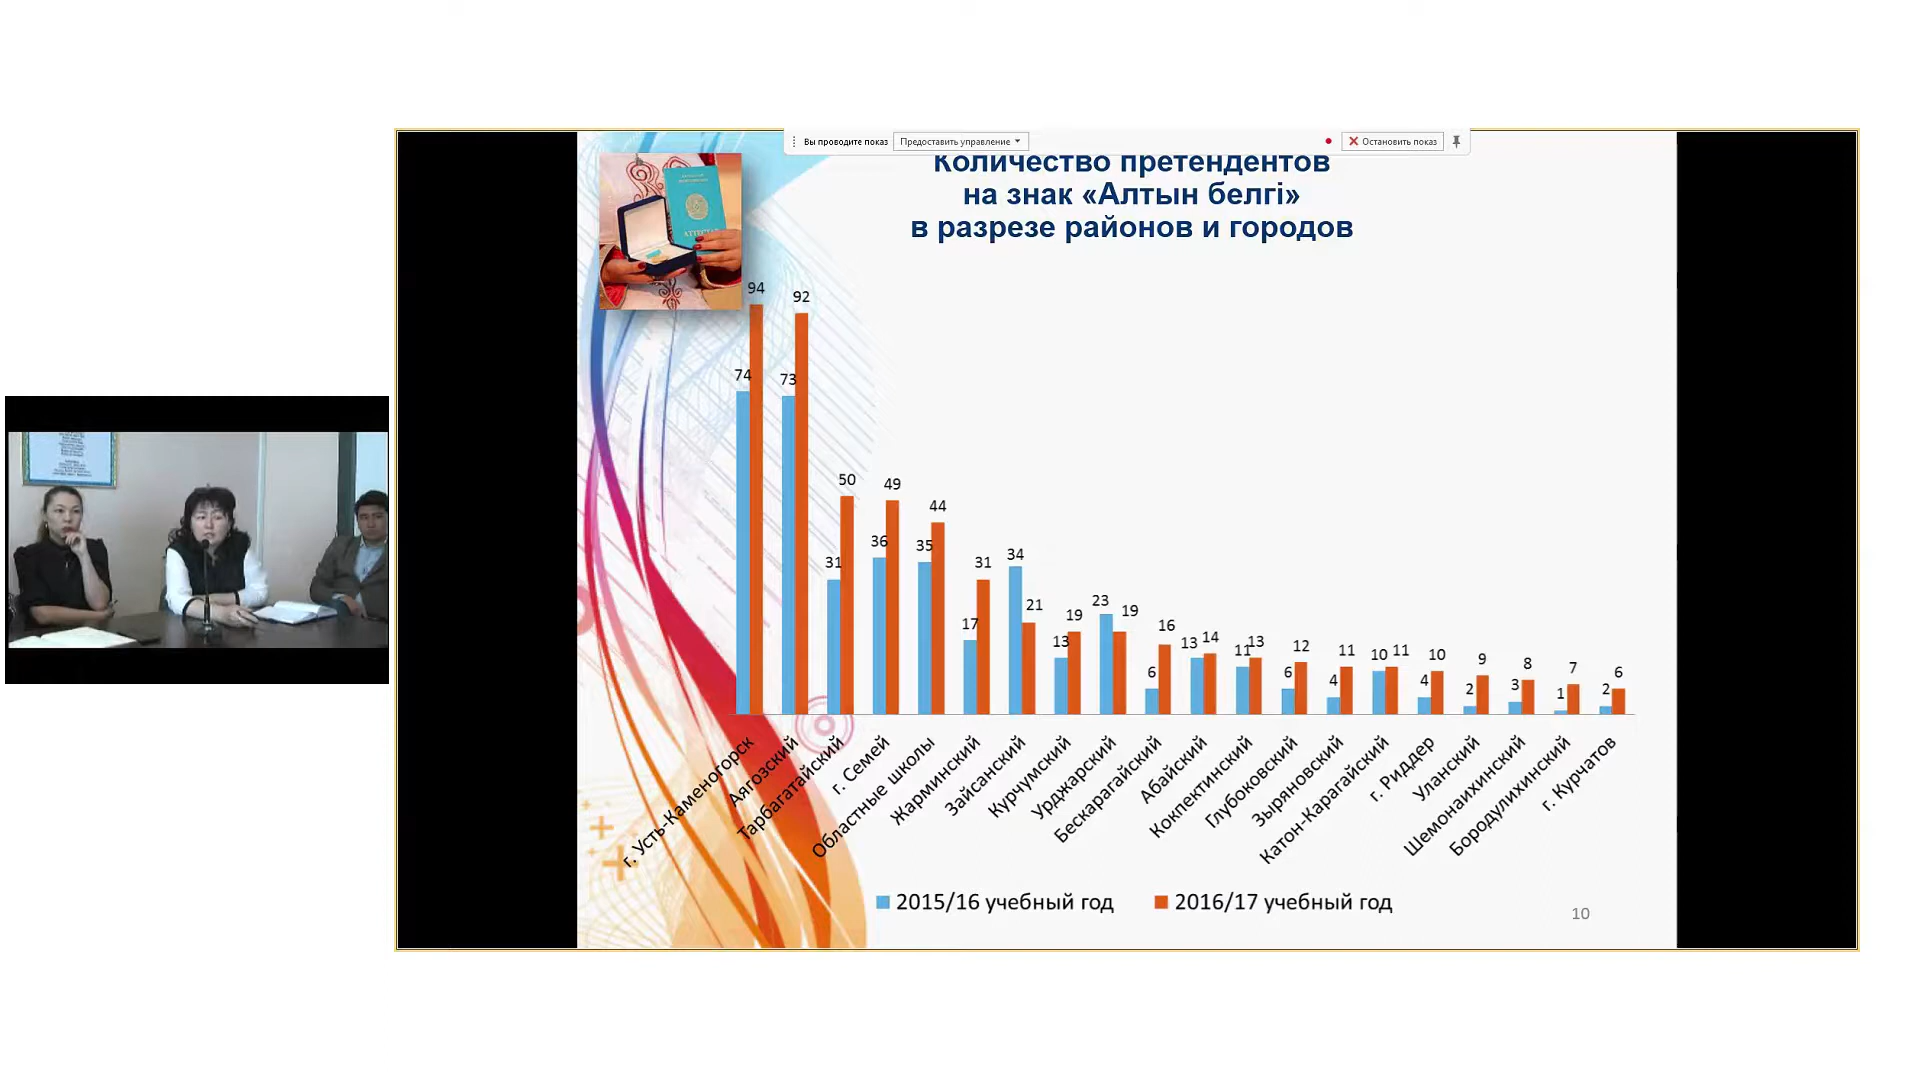 Вы проводите показ
Предоставить управление
Остановить показ
Количество претендентов
на знак «Алтын белгі»
в разрезе районов и городов
АТТЕСТАТ
94
92
74
73
50
49
44
31
36
35
17
31
34
21
13
19
23
19
6
16
13
14
11
13
6
12
4
11
10
11
4
10
2
9
3
8
1
7
2
6
г. Усть-Каменогорск
Аягозский
Тарбагатайский
г. Семей
Областные школы
Жарминский
Зайсанский
Курчумский
Урджарский
Бескарагайский
Абайский
Кокпектинский
Глубоковский
Зыряновский
Катон-Карагайский
г. Риддер
Уланский
Шемонаихинский
Бородулихинский
г. Курчатов
2015/16 учебный год
2016/17 учебный год
10